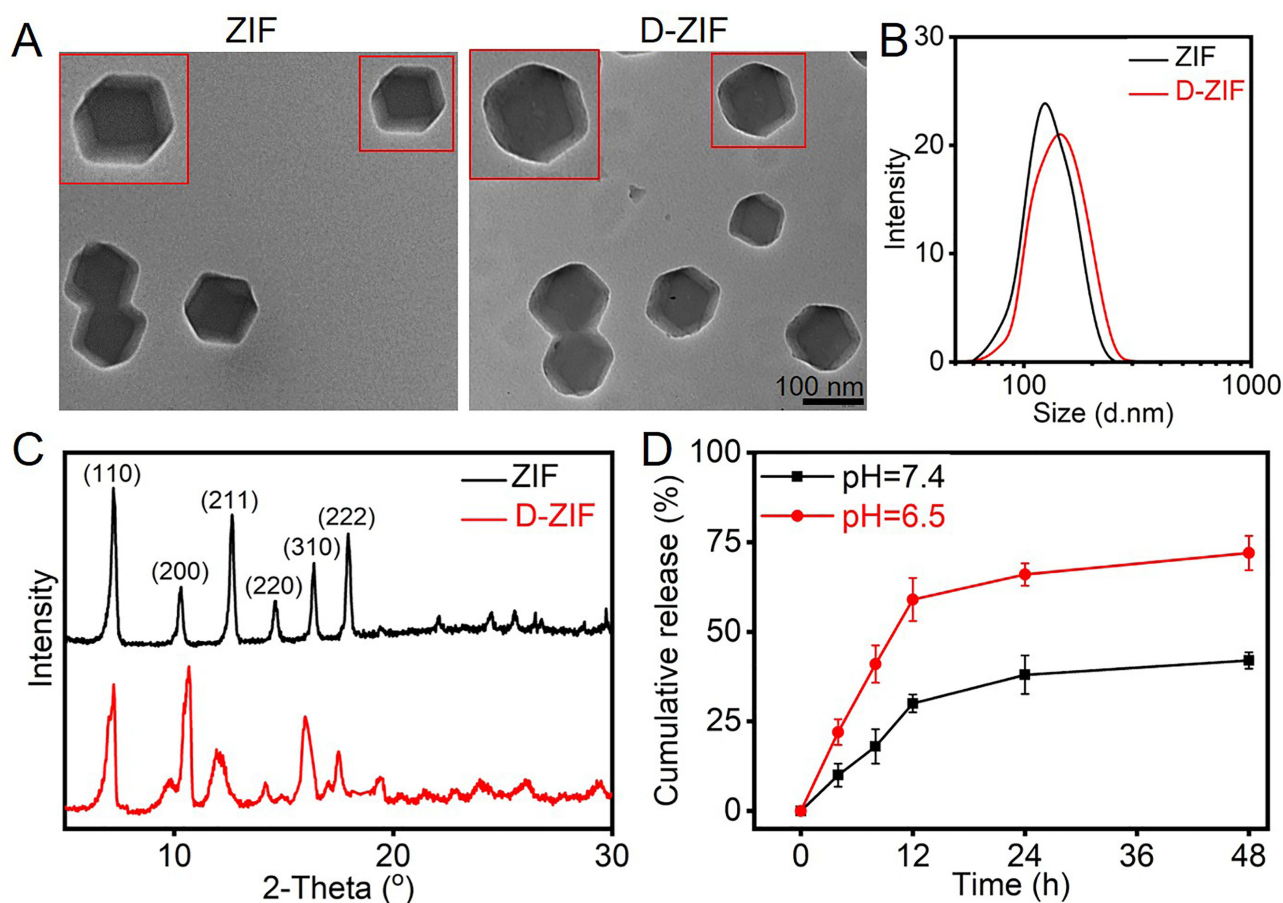 A
ZIF
D-ZIF
100 nm
B
30
20
10
0
Intensity
ZIF
D-ZIF
100
1000
Size (d.nm)
C
Intensity
(110)
(200)
(211)
(220)
(310)
(222)
ZIF
D-ZIF
10
20
30
2-Theta (°)
D
Cumulative release (%)
100
75
50
25
0
pH=7.4
pH=6.5
0
12
24
36
48
Time (h)